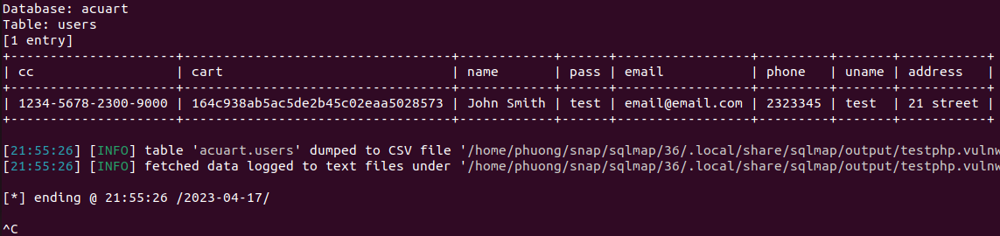 Database: acuart
Table: users
[1 entry]
+---------------------+----------------------------------+------------+------+-----------------+---------+-------+-----------+
| cc                  | cart                             | name       | pass | email           | phone   | uname | address   |
+---------------------+----------------------------------+------------+------+-----------------+---------+-------+-----------+
| 1234-5678-2300-9000 | 164c938ab5ac5de2b45c02eaa5028573 | John Smith | test | email@email.com | 2323345 | test  | 21 street |
+---------------------+----------------------------------+------------+------+-----------------+---------+-------+-----------+
[21:55:26] [INFO] table 'acuart.users' dumped to CSV file '/home/phuong/snap/sqlmap/36/.local/share/sqlmap/output/testphp.vulnw
[21:55:26] [INFO] fetched data logged to text files under '/home/phuong/snap/sqlmap/36/.local/share/sqlmap/output/testphp.vulnw
[*] ending @ 21:55:26 /2023-04-17/
^C